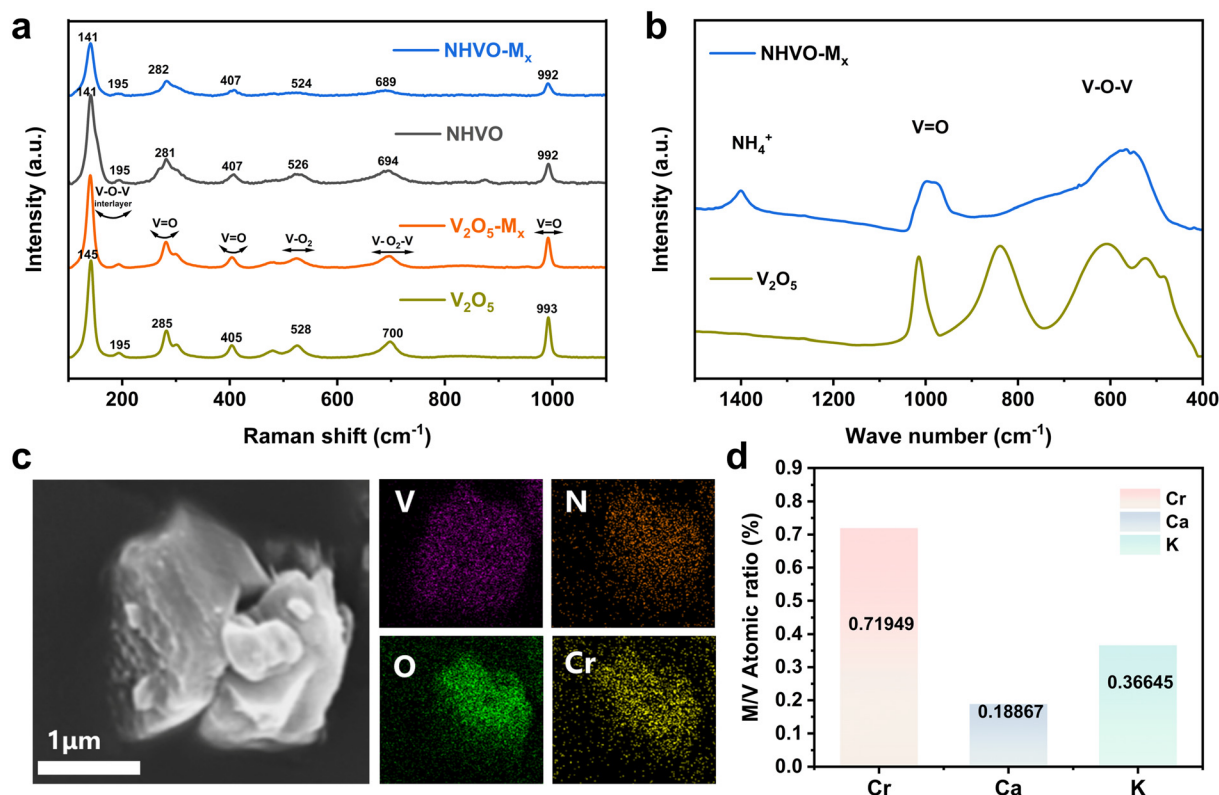 a
Intensity (a.u.)
141
195
282
407
524
689
992
NHVO-Mₓ
141
195
281
407
526
694
992
NHVO
V-O-V
interlayer
V=O
V=O
V-O₂
V-O₂-V
V=O
V₂O₅-Mₓ
145
195
285
405
528
700
993
V₂O₅
200
400
600
800
1000
Raman shift (cm⁻¹)
b
Intensity (a.u.)
NHVO-Mₓ
NH₄⁺
V=O
V-O-V
V₂O₅
1400
1200
1000
800
600
400
Wave number (cm⁻¹)
c
1μm
V
N
O
Cr
d
M/V Atomic ratio (%)
0.9
0.8
0.7
0.6
0.5
0.4
0.3
0.2
0.1
0.0
Cr
Ca
K
0.71949
0.18867
0.36645
Cr
Ca
K